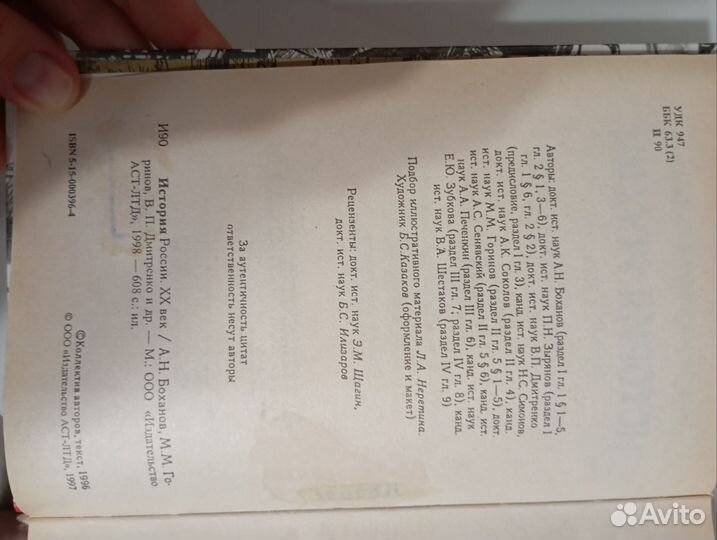 УДК 947
ББК 63.3 (2)
И 90
Авторы: докт. ист. наук А.Н. Боханов (раздел I гл. 1 § 1—5,
гл. 2 § 1, 3—6), докт. ист. наук П.Н. Зырянов (раздел I
гл. 1 § 6, гл. 2 § 2), докт. ист. наук В.П. Дмитренко
(предисловие, раздел I гл. 3), канд. ист. наук Н.С. Симонов,
докт. ист. наук А.К. Соколов (раздел II гл. 4), канд.
ист. наук М.М. Горинов (раздел II гл. 5 § 1—5), докт.
ист. наук А.С. Сенявский (раздел II гл. 5 § 6), канд. ист.
наук А.А. Печенкин (раздел III гл. 6), канд. ист. наук
Е.Ю. Зубкова (раздел III гл. 7; раздел IV гл. 8), канд.
ист. наук В.А. Шестаков (раздел IV гл. 9)
Подбор иллюстративного материала Л.А. Неретина.
Художник Б.С. Казаков (оформление и макет)
Рецензенты: докт. ист. наук Э.М. Щагин,
докт. ист. наук Б.С. Илизаров
За аутентичность цитат
ответственность несут авторы
И90 История России. XX век / А.Н. Боханов, М.М. Го-
ринов, В.П. Дмитренко и др. — М.: ООО «Издательство
АСТ-ЛТД», 1998 — 608 с.: ил.
ISBN 5-15-000396-4
©Коллектив авторов, текст, 1996
© ООО «Издательство АСТ-ЛТД», 1997
Avito